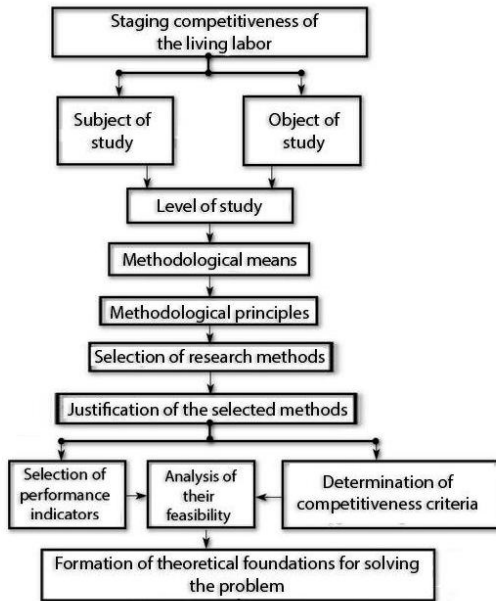 Staging competitiveness of
the living labor
Subject of
study
Object of
study
Level of study
Methodological means
Methodological principles
Selection of research methods
Justification of the selected methods
Selection of
performance
indicators
Analysis of
their
feasibility
Determination of
competitiveness criteria
Formation of theoretical foundations for solving
the problem